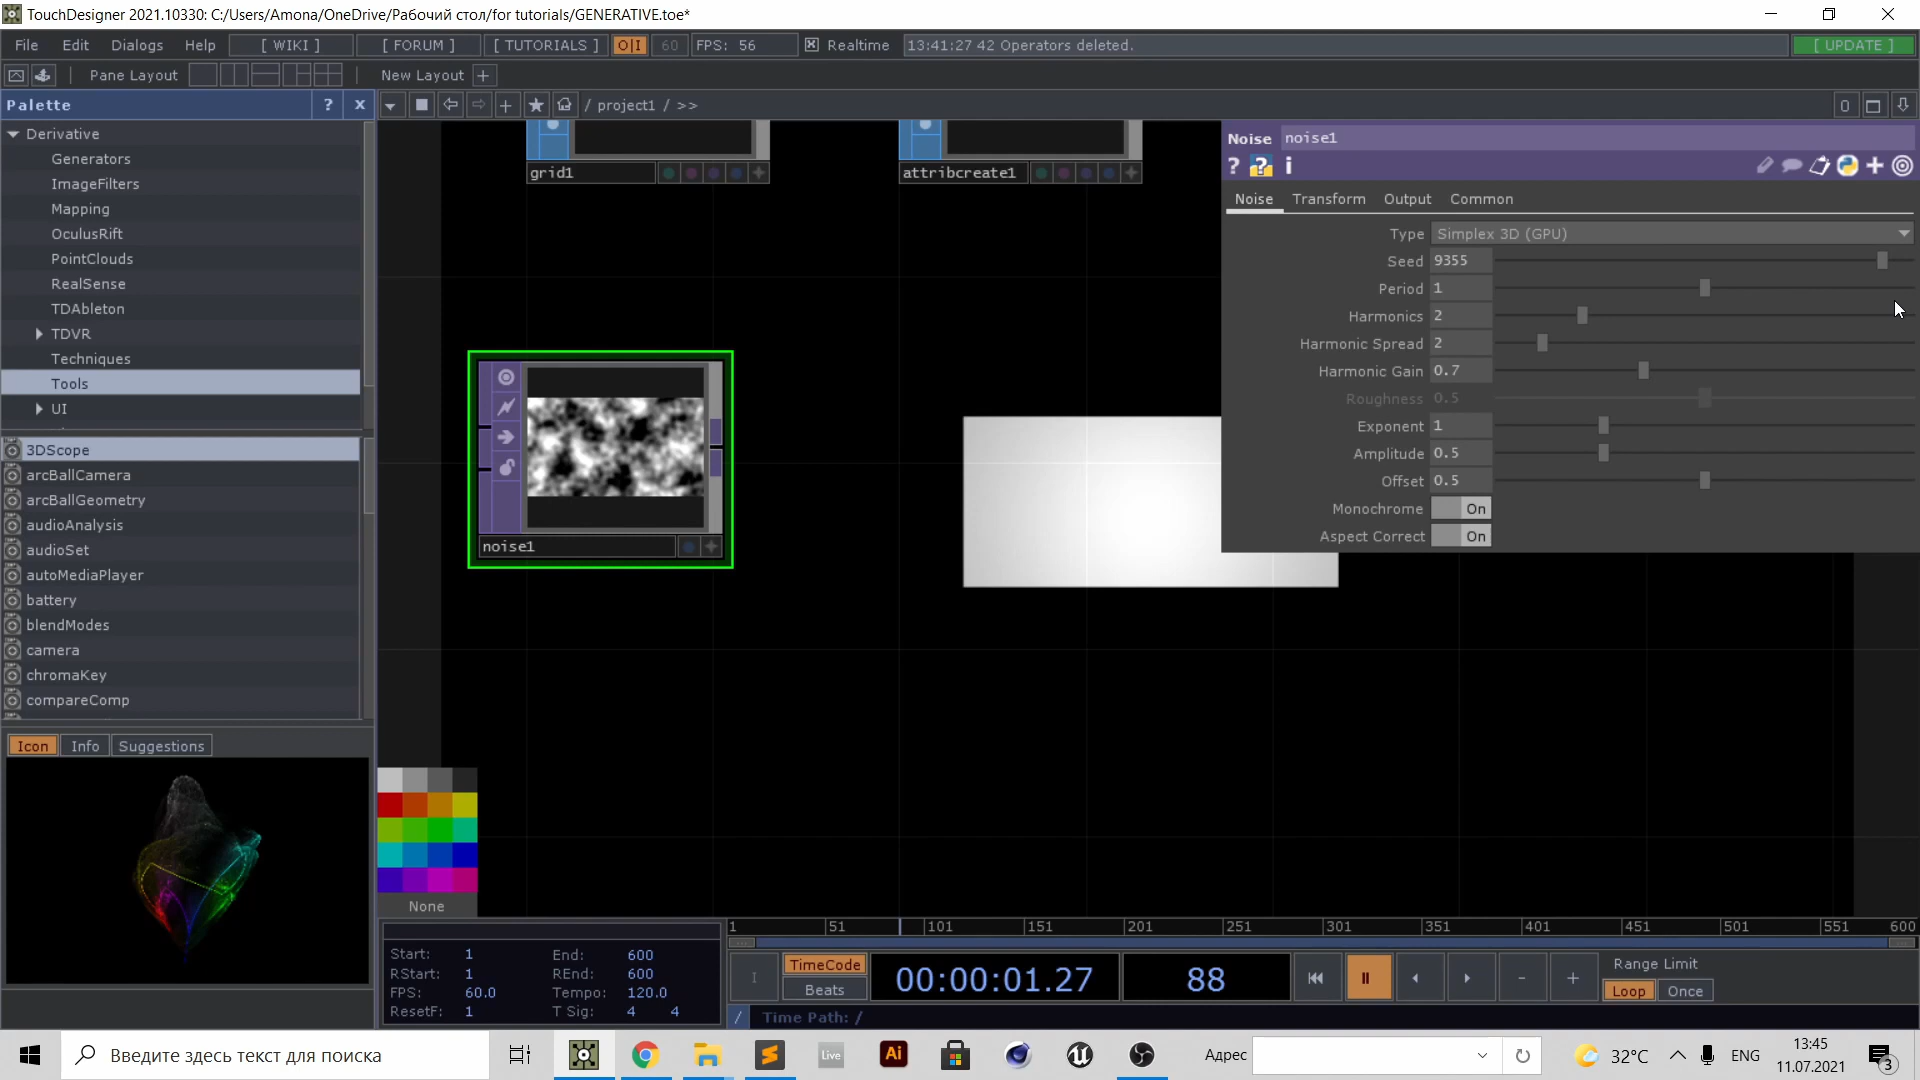 TouchDesigner 2021.10330: C:/Users/Amona/OneDrive/Рабочий стол/for tutorials/GENERATIVE.toe*
File Edit Dialogs Help [ WIKI ] [ FORUM ] [ TUTORIALS ] O|I 60 FPS: 56 Realtime 13:41:27 42 Operators deleted. [ UPDATE ]
Pane Layout New Layout +
Palette ? x / project1 / >> 0
Derivative
Generators
ImageFilters
Mapping
OculusRift
PointClouds
RealSense
TDAbleton
TDVR
Techniques
Tools
UI
3DScope
arcBallCamera
arcBallGeometry
audioAnalysis
audioSet
autoMediaPlayer
battery
blendModes
camera
chromaKey
compareComp
Icon Info Suggestions
grid1
attribcreate1
noise1
None
Noise noise1
? ? i
Noise Transform Output Common
Type Simplex 3D (GPU)
Seed 9355
Period 1
Harmonics 2
Harmonic Spread 2
Harmonic Gain 0.7
Roughness 0.5
Exponent 1
Amplitude 0.5
Offset 0.5
Monochrome On
Aspect Correct On
1 51 101 151 201 251 301 351 401 451 501 551 600
Start: 1 End: 600
RStart: 1 REnd: 600
FPS: 60.0 Tempo: 120.0
ResetF: 1 T Sig: 4 4
TimeCode
Beats
00:00:01.27
88
- +
Range Limit
Loop Once
/ Time Path: /
Введите здесь текст для поиска
Live
Ai
Адрес
32°C
ENG
13:45
11.07.2021
3